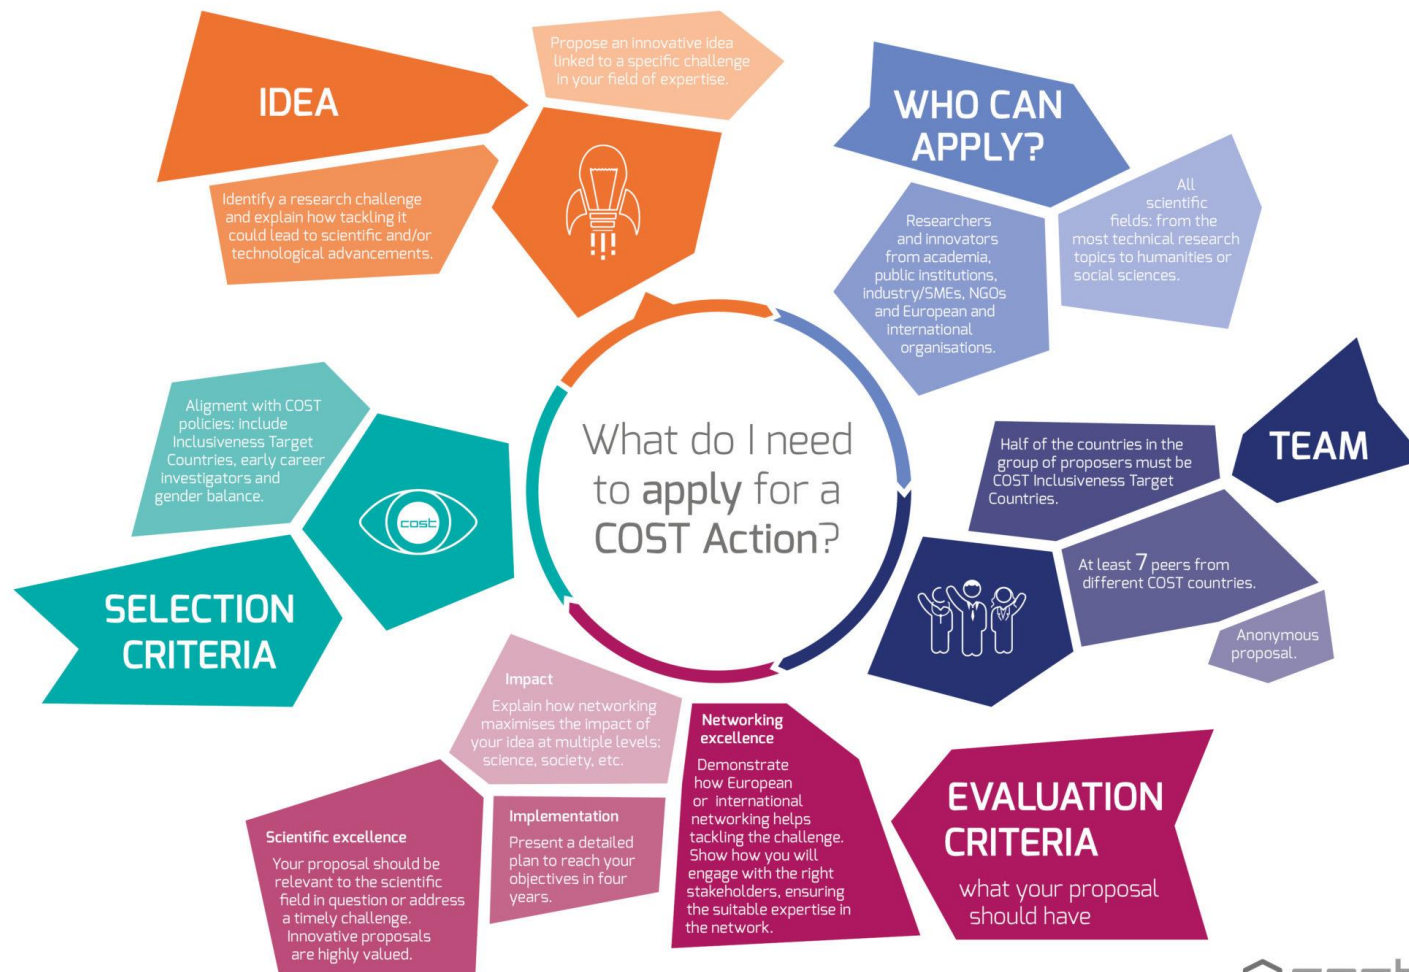 IDEA
Propose an innovative idea
linked to a specific challenge
in your field of expertise.
Identify a research challenge
and explain how tackling it
could lead to scientific and/or
technological advancements.
WHO CAN
APPLY?
Researchers
and innovators
from academia,
public institutions,
industry/SMEs, NGOs
and European and
international
organisations.
All
scientific
fields: from the
most technical research
topics to humanities or
social sciences.
What do I need
to apply for a
COST Action?
TEAM
Half of the countries in the
group of proposers must be
COST Inclusiveness Target
Countries.
At least 7 peers from
different COST countries.
Anonymous
proposal.
EVALUATION
CRITERIA
what your proposal
should have
Networking
excellence
Demonstrate
how European
or international
networking helps
tackling the challenge.
Show how you will
engage with the right
stakeholders, ensuring
the suitable expertise in
the network.
Impact
Explain how networking
maximises the impact of
your idea at multiple levels:
science, society, etc.
Implementation
Present a detailed
plan to reach your
objectives in four
years.
Scientific excellence
Your proposal should be
relevant to the scientific
field in question or address
a timely challenge.
Innovative proposals
are highly valued.
SELECTION
CRITERIA
Aligment with COST
policies: include
Inclusiveness Target
Countries, early career
investigators and
gender balance.
cost